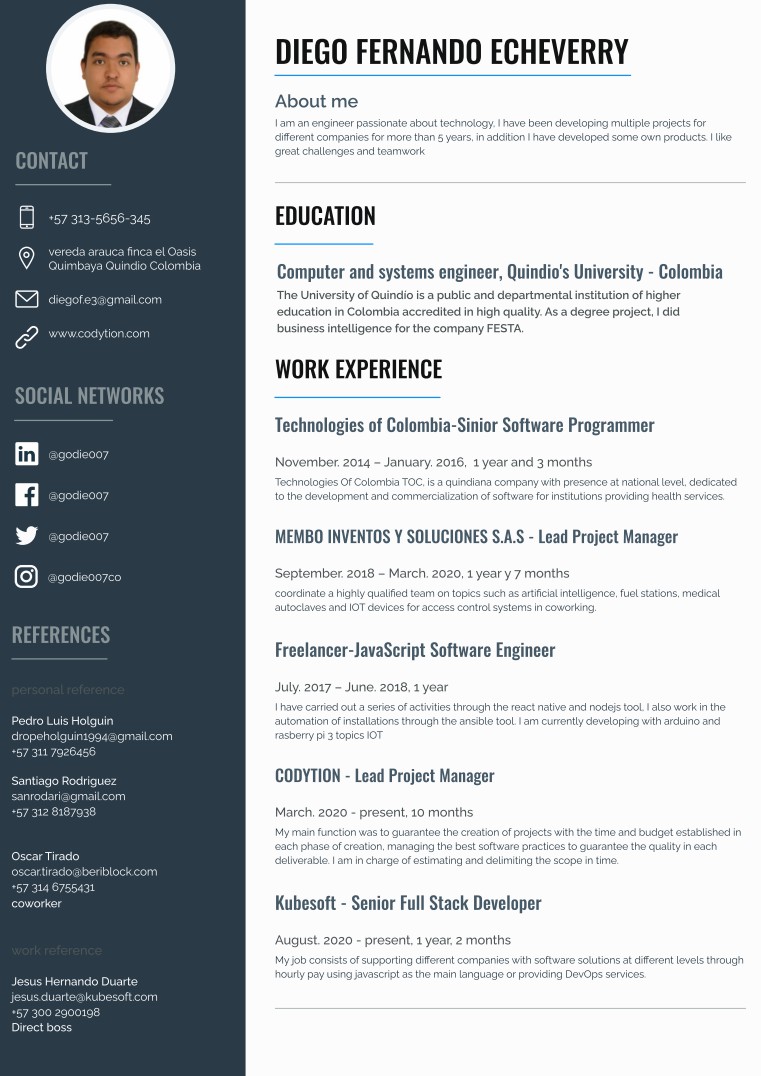 CONTACT
+57 313-5656-345
vereda arauca finca el Oasis
Quimbaya Quindio Colombia
diegof.e3@gmail.com
www.codytion.com
SOCIAL NETWORKS
@godie007
@godie007
@godie007
@godie007co
REFERENCES
personal reference
Pedro Luis Holguin
dropeholguin1994@gmail.com
+57 311 7926456
Santiago Rodriguez
sanrodari@gmail.com
+57 312 8187938
Oscar Tirado
oscar.tirado@beriblock.com
+57 314 6755431
coworker
work reference
Jesus Hernando Duarte
jesus.duarte@kubesoft.com
+57 300 2900198
Direct boss
DIEGO FERNANDO ECHEVERRY
About me
I am an engineer passionate about technology, I have been developing multiple projects for
different companies for more than 5 years, in addition I have developed some own products. I like
great challenges and teamwork
EDUCATION
Computer and systems engineer, Quindio's University - Colombia
The University of Quindío is a public and departmental institution of higher
education in Colombia accredited in high quality. As a degree project, I did
business intelligence for the company FESTA.
WORK EXPERIENCE
Technologies of Colombia-Sinior Software Programmer
November. 2014 – January. 2016,  1 year and 3 months
Technologies Of Colombia TOC, is a quindiana company with presence at national level, dedicated
to the development and commercialization of software for institutions providing health services.
MEMBO INVENTOS Y SOLUCIONES S.A.S - Lead Project Manager
September. 2018 – March. 2020, 1 year y 7 months
coordinate a highly qualified team on topics such as artificial intelligence, fuel stations, medical
autoclaves and IOT devices for access control systems in coworking.
Freelancer-JavaScript Software Engineer
July. 2017 – June. 2018, 1 year
I have carried out a series of activities through the react native and nodejs tool, I also work in the
automation of installations through the ansible tool. I am currently developing with arduino and
rasberry pi 3 topics IOT
CODYTION - Lead Project Manager
March. 2020 - present, 10 months
My main function was to guarantee the creation of projects with the time and budget established in
each phase of creation, managing the best software practices to guarantee the quality in each
deliverable. I am in charge of estimating and delimiting the scope in time.
Kubesoft - Senior Full Stack Developer
August. 2020 - present, 1 year, 2 months
My job consists of supporting different companies with software solutions at different levels through
hourly pay using javascript as the main language or providing DevOps services.